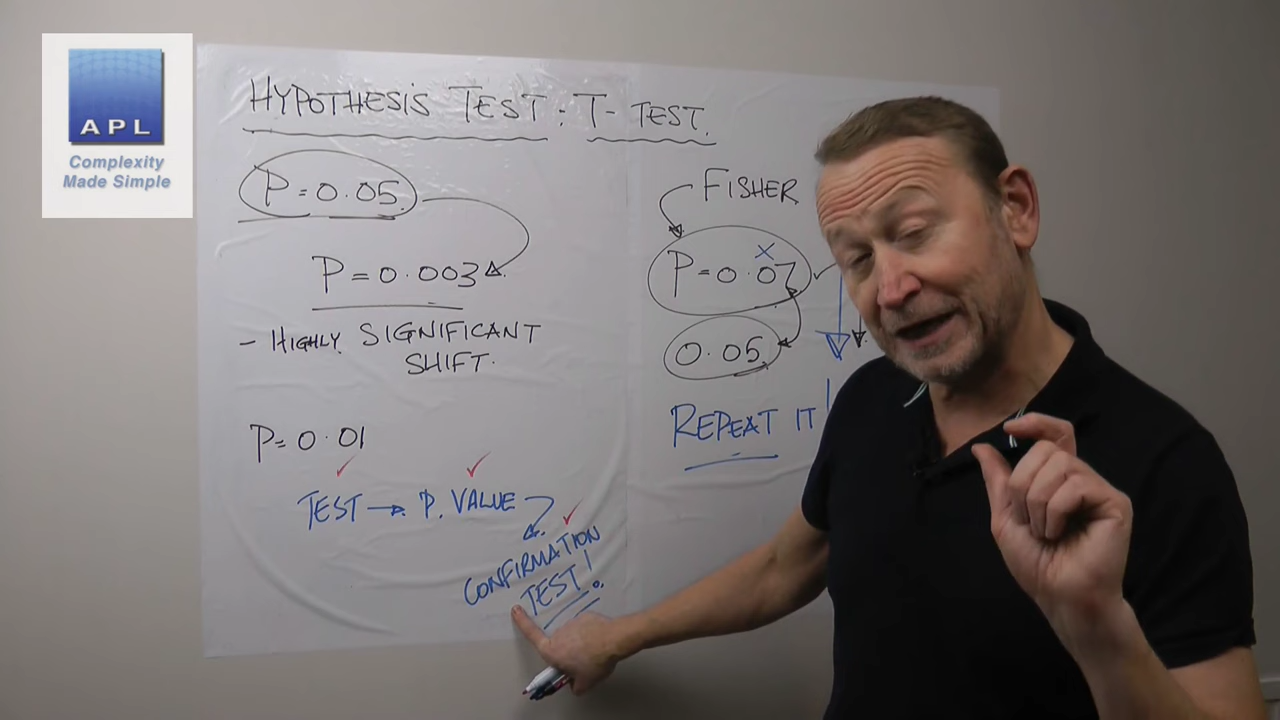 APL
Complexity
Made Simple
HYPOTHESIS TEST: T-TEST.
P=0.05.
P=0.003
- HIGHLY SIGNIFICANT
SHIFT.
P=0.01
TEST → P. VALUE
CONFIRMATION
TEST!
FISHER
x
P=0.07
0.05
REPEAT IT